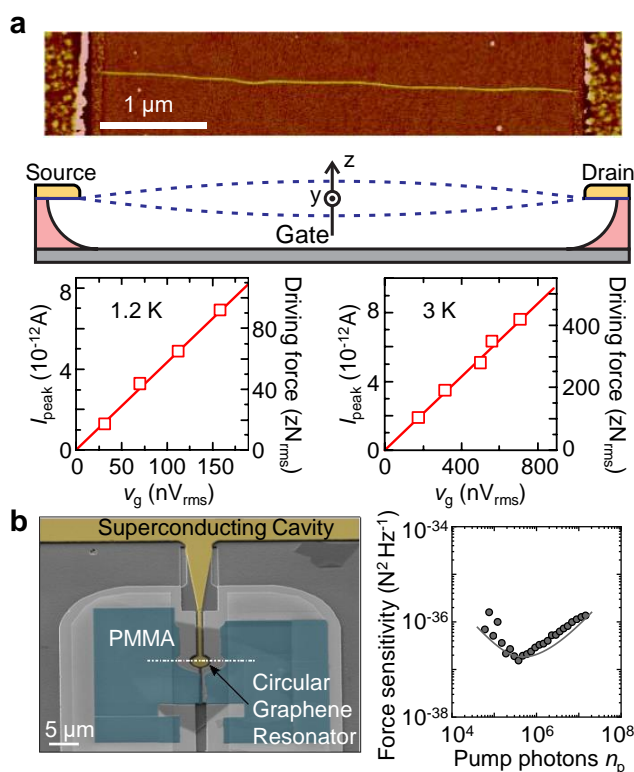 a
1 μm
Source
z
Drain
y
Gate
8
1.2 K
80
4
40
0
0
0 50 100 150
I_peak (10^-12 A)
Driving force (zN_rms)
v_g (nV_rms)
8
3 K
400
4
200
0
0
0 400 800
I_peak (10^-12 A)
Driving force (zN_rms)
v_g (nV_rms)
b
Superconducting Cavity
PMMA
Circular
Graphene
Resonator
5 μm
Force sensitivity (N² Hz⁻¹)
10^-34
10^-36
10^-38
10^4 10^6 10^8
Pump photons n_p